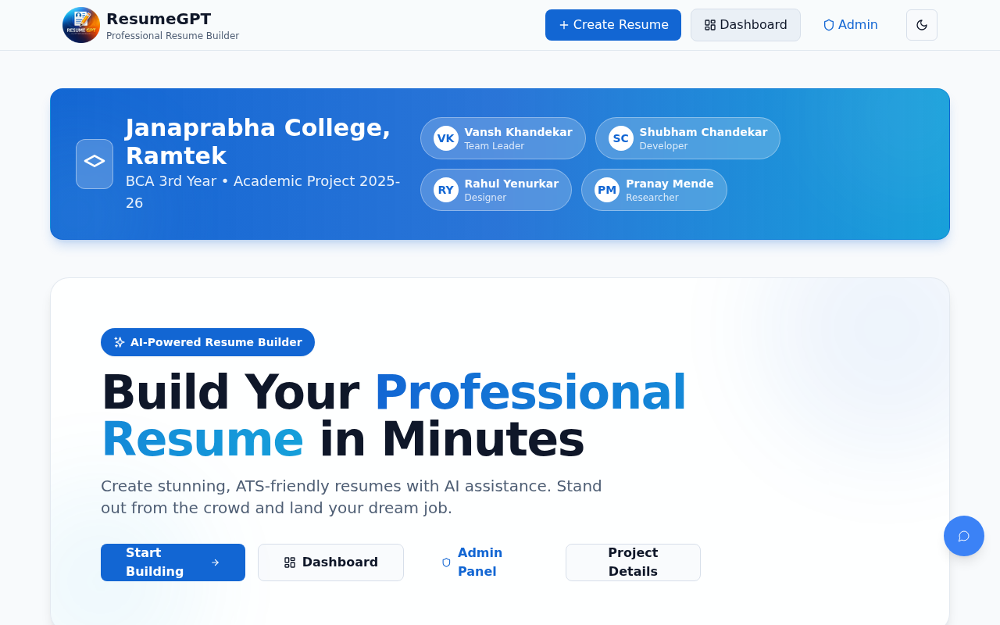 RESUME GPT
ResumeGPT
Professional Resume Builder
Create Resume
Dashboard
Admin
Janaprabha College,
Ramtek
BCA 3rd Year • Academic Project 2025-
26
VK
Vansh Khandekar
Team Leader
SC
Shubham Chandekar
Developer
RY
Rahul Yenurkar
Designer
PM
Pranay Mende
Researcher
AI-Powered Resume Builder
Build Your Professional
Resume in Minutes
Create stunning, ATS-friendly resumes with AI assistance. Stand
out from the crowd and land your dream job.
Start
Building
Dashboard
Admin
Panel
Project
Details